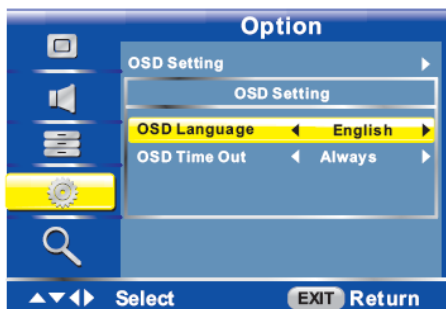 Option
OSD Setting
OSD Setting
OSD Language English
OSD Time Out Always
Select EXIT Return